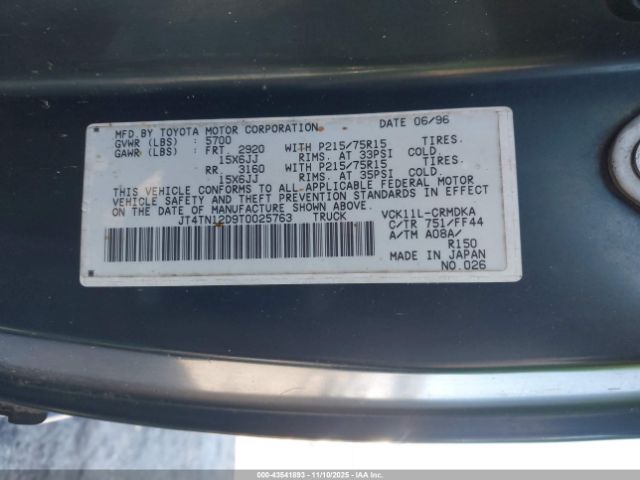 MFD.BY TOYOTA MOTOR CORPORATION DATE 06/96
GVWR (LBS) : 5700
GAWR (LBS) : FRT. 2920 WITH P215/75R15 TIRES.
15X6JJ RIMS. AT 33PSI COLD.
RR. 3160 WITH P215/75R15 TIRES.
15X6JJ RIMS. AT 35PSI COLD.
THIS VEHICLE CONFORMS TO ALL APPLICABLE FEDERAL MOTOR
VEHICLE SAFETY AND THEFT PREVENTION STANDARDS IN EFFECT
ON THE DATE OF MANUFACTURE SHOWN ABOVE.
JT4TN12D9T0025763 TRUCK VCK11L-CRMDKA
C/TR 751/FF44
A/TM A08A/
R150
MADE IN JAPAN
NO.026
000-43541893 - 11/10/2025 - IAAI.COM